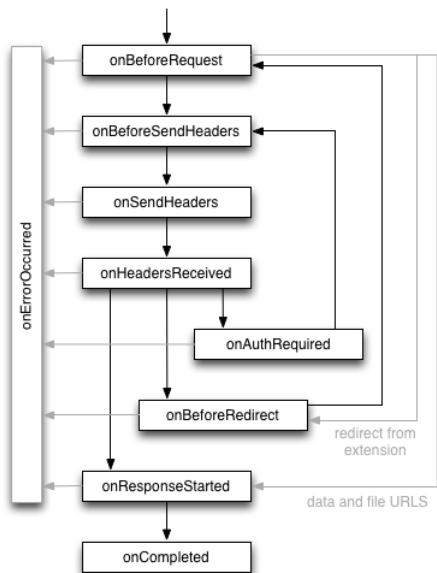 onBeforeRequest
onBeforeSendHeaders
onSendHeaders
onErrorOccurred
onHeadersReceived
onAuthRequired
onBeforeRedirect
redirect from
extension
onResponseStarted
data and file URLS
onCompleted